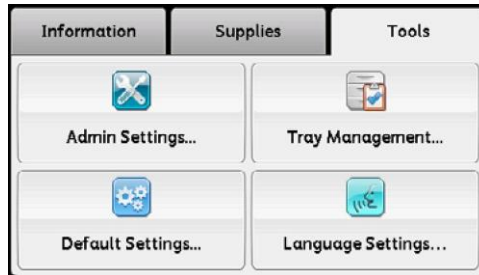 Information Supplies Tools
Admin Settings... Tray Management...
Default Settings... Language Settings...